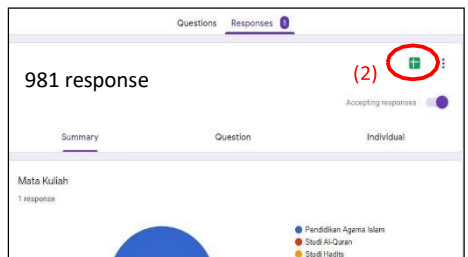 Questions Responses 1
981 response
(2)
Accepting responses
Summary Question Individual
Mata Kuliah
1 response
Pendidikan Agama Islam
Studi Al-Quran
Studi Hadits